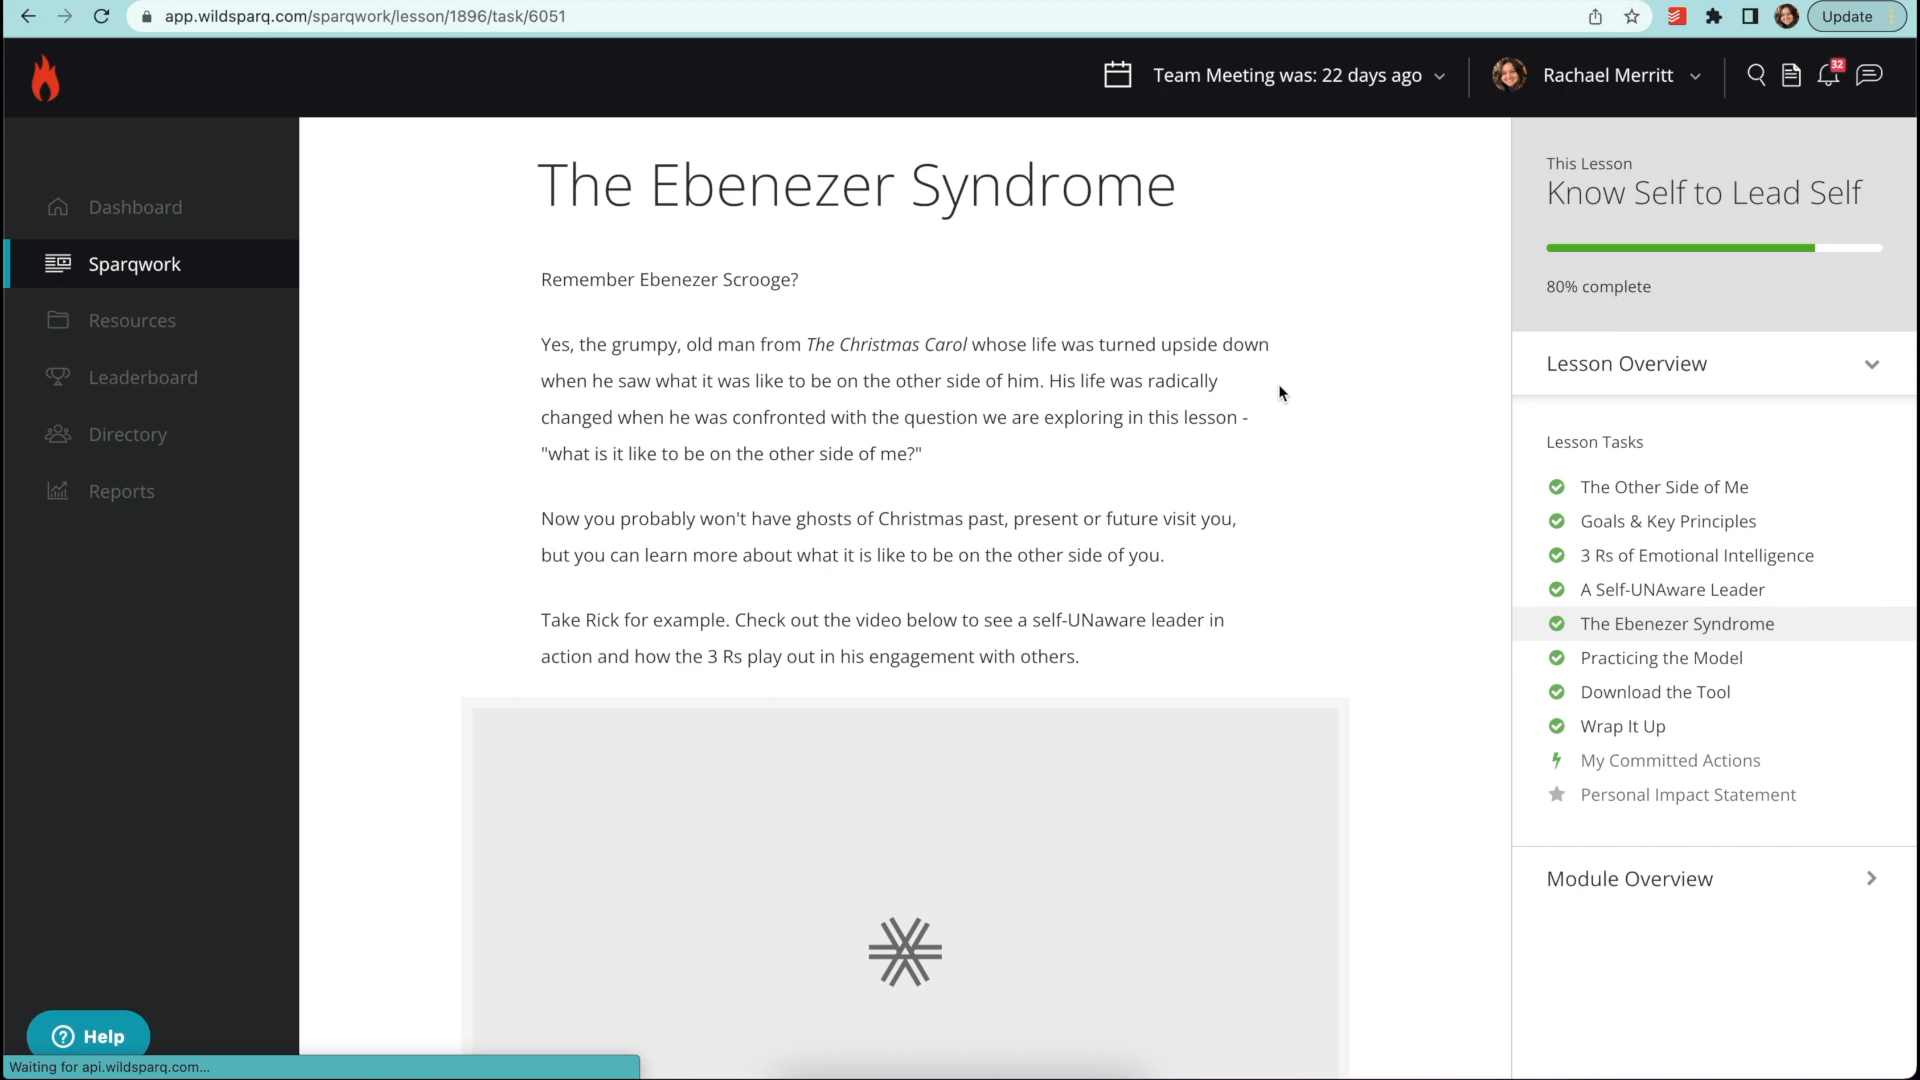 app.wildsparq.com/sparqwork/lesson/1896/task/6051
Update
Team Meeting was: 22 days ago
Rachael Merritt
32
Dashboard
Sparqwork
Resources
Leaderboard
Directory
Reports
Help
Waiting for api.wildsparq.com...
The Ebenezer Syndrome
Remember Ebenezer Scrooge?
Yes, the grumpy, old man from The Christmas Carol whose life was turned upside down
when he saw what it was like to be on the other side of him. His life was radically
changed when he was confronted with the question we are exploring in this lesson -
"what is it like to be on the other side of me?"
Now you probably won't have ghosts of Christmas past, present or future visit you,
but you can learn more about what it is like to be on the other side of you.
Take Rick for example. Check out the video below to see a self-UNaware leader in
action and how the 3 Rs play out in his engagement with others.
This Lesson
Know Self to Lead Self
80% complete
Lesson Overview
Lesson Tasks
The Other Side of Me
Goals & Key Principles
3 Rs of Emotional Intelligence
A Self-UNAware Leader
The Ebenezer Syndrome
Practicing the Model
Download the Tool
Wrap It Up
My Committed Actions
Personal Impact Statement
Module Overview